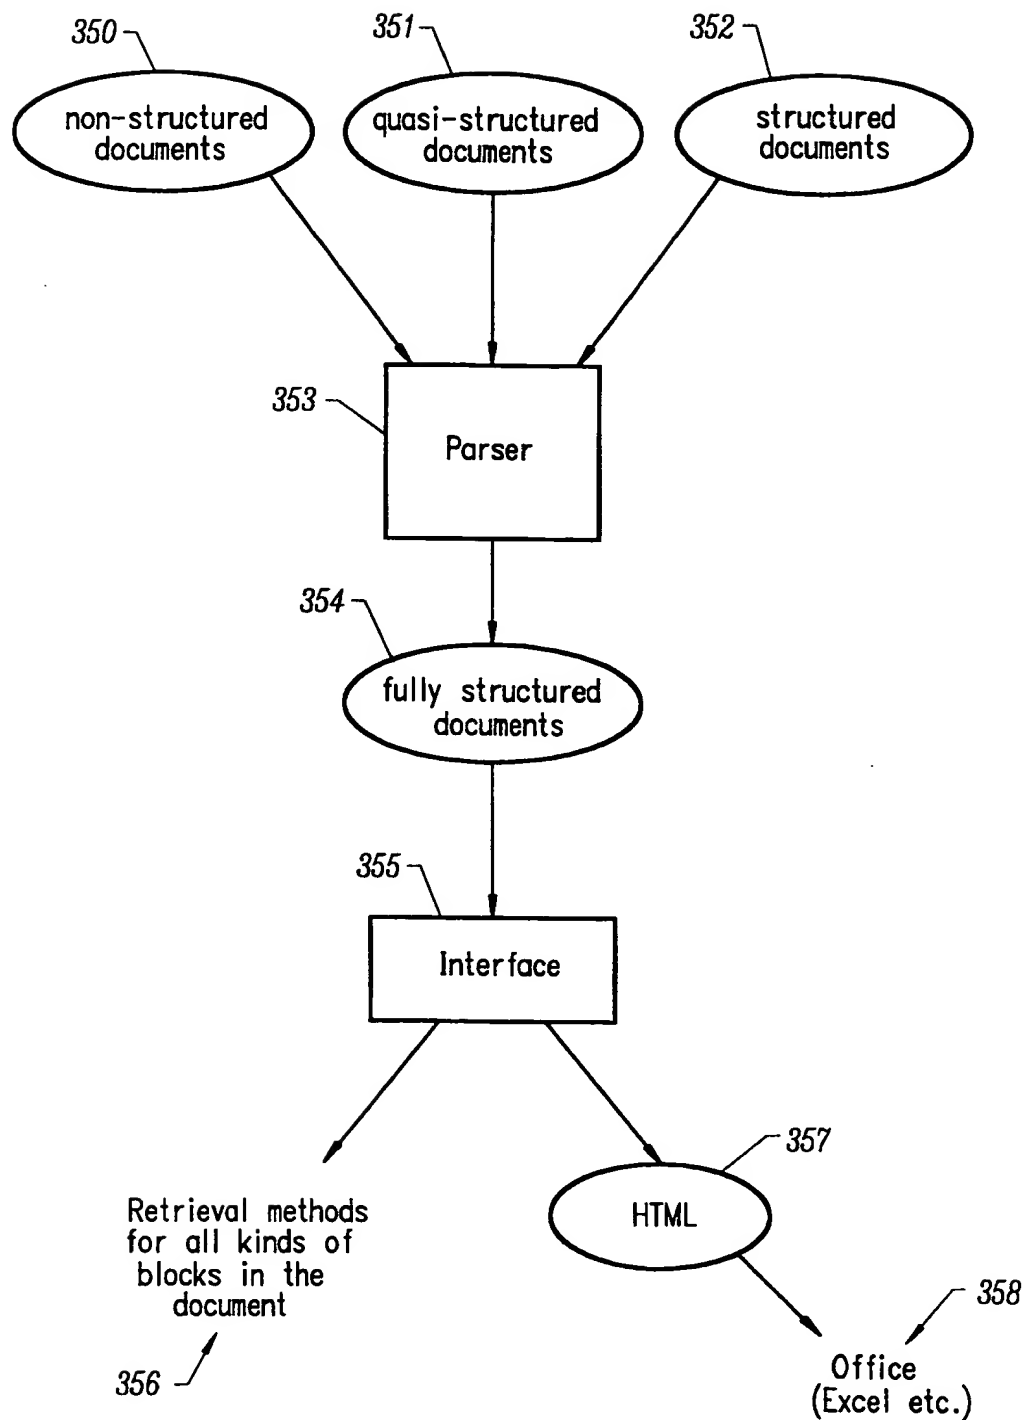 350
351
352
non-structured
documents
quasi-structured
documents
structured
documents
353
Parser
354
fully structured
documents
355
Interface
357
Retrieval methods
for all kinds of
blocks in the
document
HTML
358
356
Office
(Excel etc.)